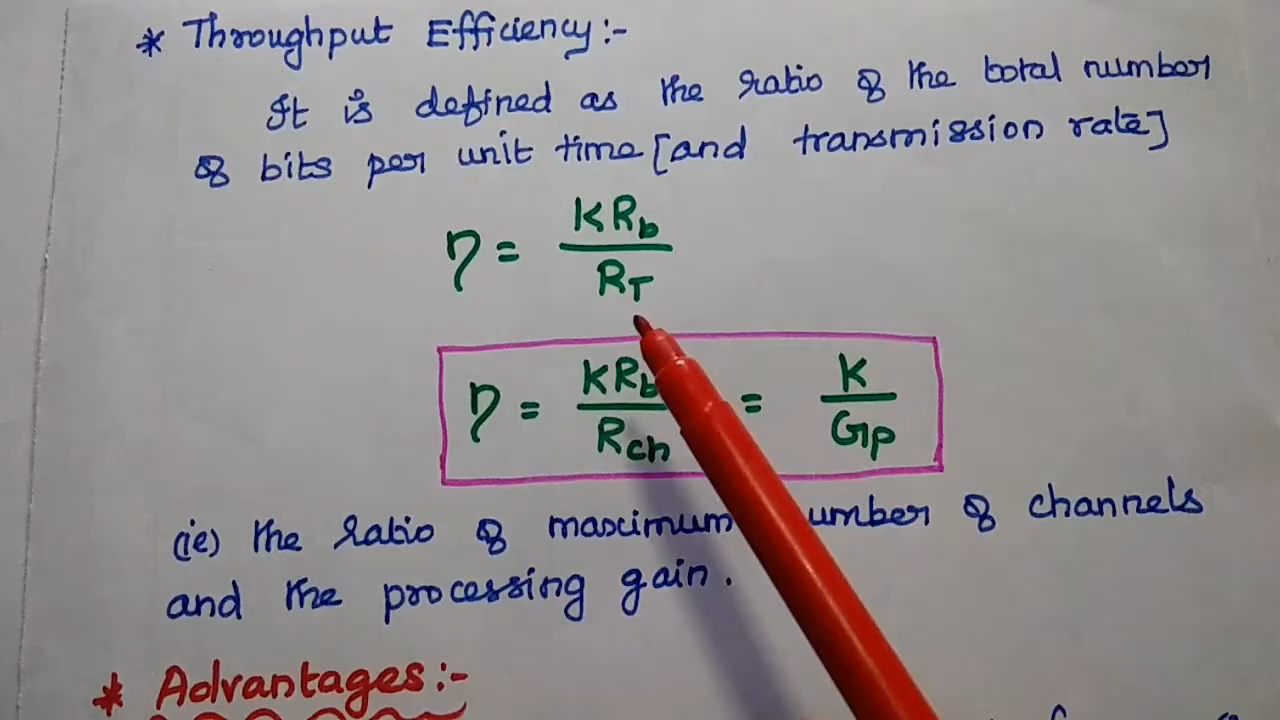 * Throughput Efficiency:-
It is defined as the ratio of the total number
of bits per unit time [and transmission rate]
η = KRb / RT
η = KRb / Rch = K / Gp
(ie) the ratio of maximum umber of channels
and the processing gain.
* Advantages:-